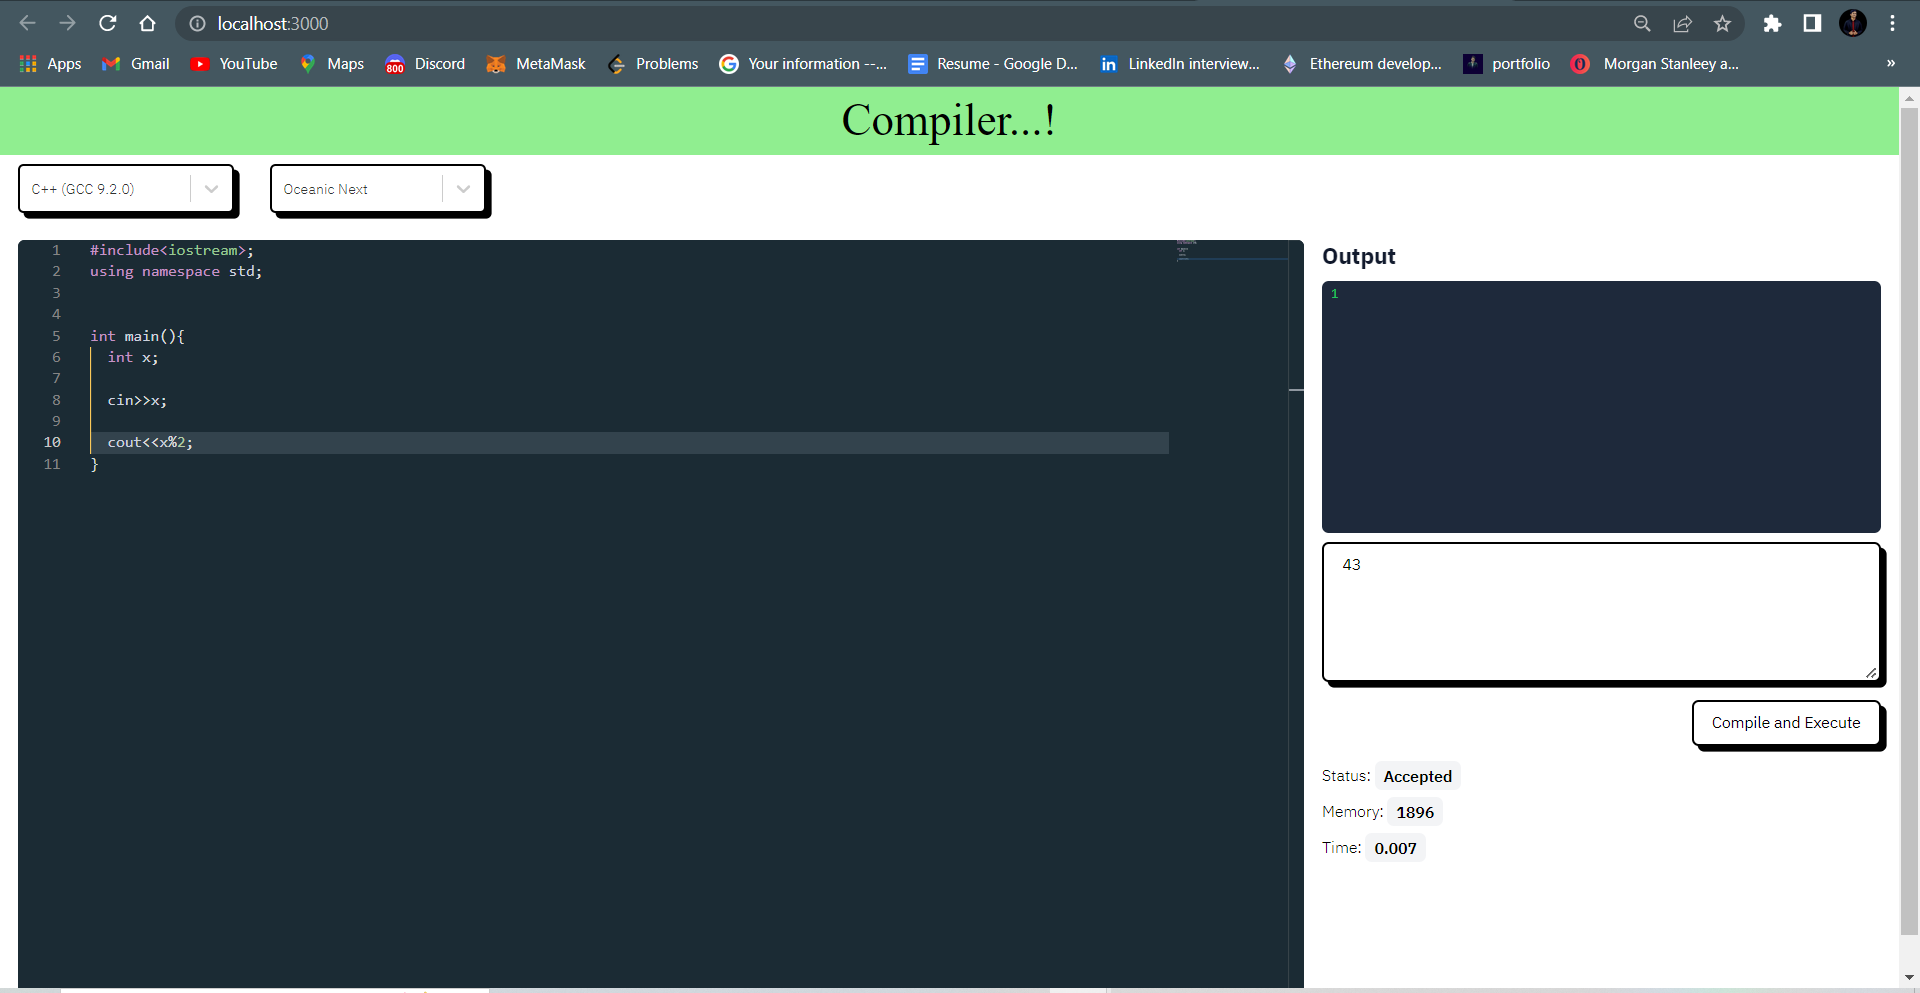 localhost:3000
Apps Gmail YouTube Maps Discord MetaMask Problems Your information --... Resume - Google D... LinkedIn interview... Ethereum develop... portfolio Morgan Stanleey a... »
Compiler...!
C++ (GCC 9.2.0) Oceanic Next
1 #include<iostream>;
2 using namespace std;
3
4
5 int main(){
6 int x;
7
8 cin>>x;
9
10 cout<<x%2;
11 }
Output
1
43
Compile and Execute
Status: Accepted
Memory: 1896
Time: 0.007